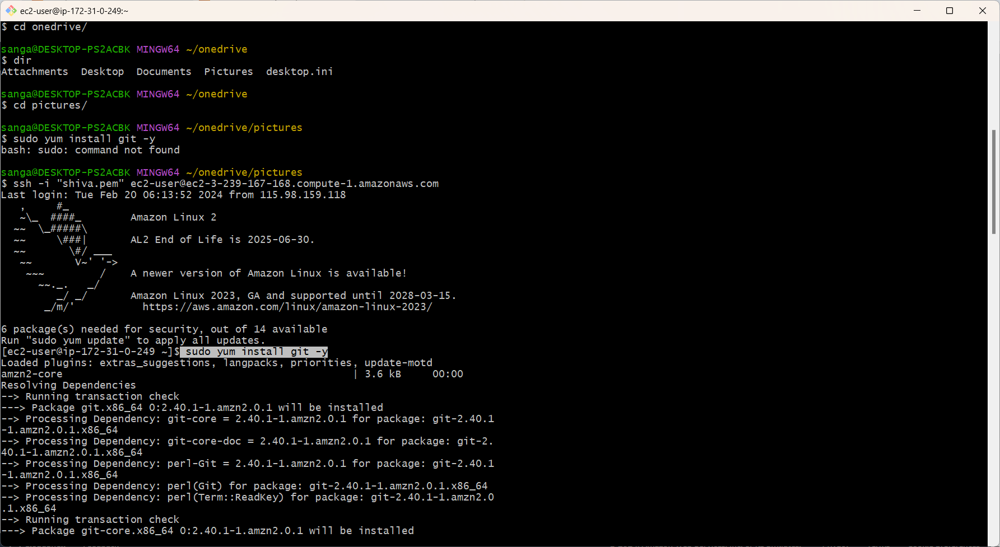 ec2-user@ip-172-31-0-249:~
$ cd onedrive/
sanga@DESKTOP-PS2ACBK MINGW64 ~/onedrive
$ dir
Attachments  Desktop  Documents  Pictures  desktop.ini
sanga@DESKTOP-PS2ACBK MINGW64 ~/onedrive
$ cd pictures/
sanga@DESKTOP-PS2ACBK MINGW64 ~/onedrive/pictures
$ sudo yum install git -y
bash: sudo: command not found
sanga@DESKTOP-PS2ACBK MINGW64 ~/onedrive/pictures
$ ssh -i "shiva.pem" ec2-user@ec2-3-239-167-168.compute-1.amazonaws.com
Last login: Tue Feb 20 06:13:52 2024 from 115.98.159.118
   ,     #_
   ~\_  ####_        Amazon Linux 2
  ~~  \_#####\
  ~~     \###|       AL2 End of Life is 2025-06-30.
  ~~       \#/ ___
   ~~       V~' '->
    ~~~         /    A newer version of Amazon Linux is available!
      ~~._.   _/
         _/ _/       Amazon Linux 2023, GA and supported until 2028-03-15.
       _/m/'           https://aws.amazon.com/linux/amazon-linux-2023/
6 package(s) needed for security, out of 14 available
Run "sudo yum update" to apply all updates.
[ec2-user@ip-172-31-0-249 ~]$ sudo yum install git -y
Loaded plugins: extras_suggestions, langpacks, priorities, update-motd
amzn2-core                                               | 3.6 kB     00:00
Resolving Dependencies
--> Running transaction check
---> Package git.x86_64 0:2.40.1-1.amzn2.0.1 will be installed
--> Processing Dependency: git-core = 2.40.1-1.amzn2.0.1 for package: git-2.40.1
-1.amzn2.0.1.x86_64
--> Processing Dependency: git-core-doc = 2.40.1-1.amzn2.0.1 for package: git-2.
40.1-1.amzn2.0.1.x86_64
--> Processing Dependency: perl-Git = 2.40.1-1.amzn2.0.1 for package: git-2.40.1
-1.amzn2.0.1.x86_64
--> Processing Dependency: perl(Git) for package: git-2.40.1-1.amzn2.0.1.x86_64
--> Processing Dependency: perl(Term::ReadKey) for package: git-2.40.1-1.amzn2.0
.1.x86_64
--> Running transaction check
---> Package git-core.x86_64 0:2.40.1-1.amzn2.0.1 will be installed